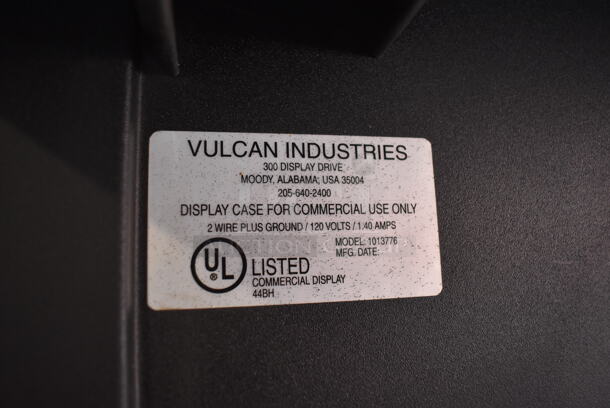 VULCAN INDUSTRIES
300 DISPLAY DRIVE
MOODY, ALABAMA; USA 35004
205-640-2400
DISPLAY CASE FOR COMMERCIAL USE ONLY
2 WIRE PLUS GROUND / 120 VOLTS / 1.40 AMPS
MODEL: 1013776
MFG. DATE:
UL ®
LISTED
COMMERCIAL DISPLAY
44BH